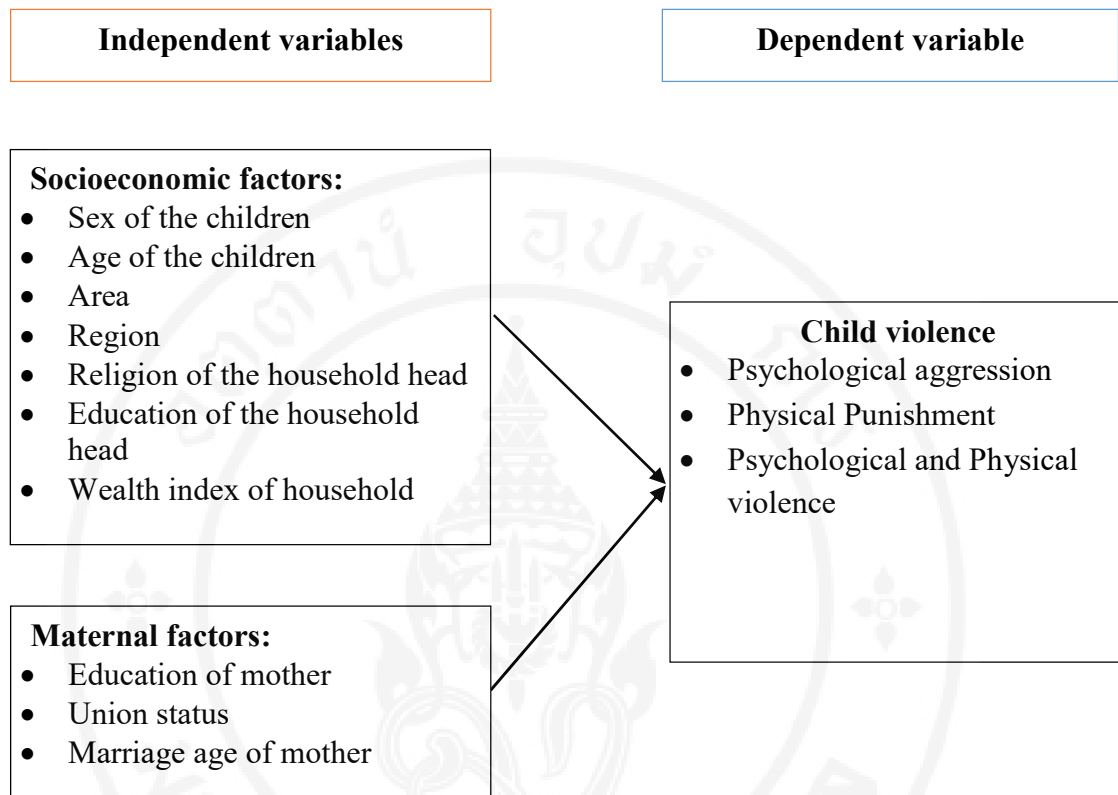 Independent variables
Dependent variable
Socioeconomic factors:
• Sex of the children
• Age of the children
• Area
• Region
• Religion of the household head
• Education of the household
head
• Wealth index of household
Maternal factors:
• Education of mother
• Union status
• Marriage age of mother
Child violence
• Psychological aggression
• Physical Punishment
• Psychological and Physical
violence